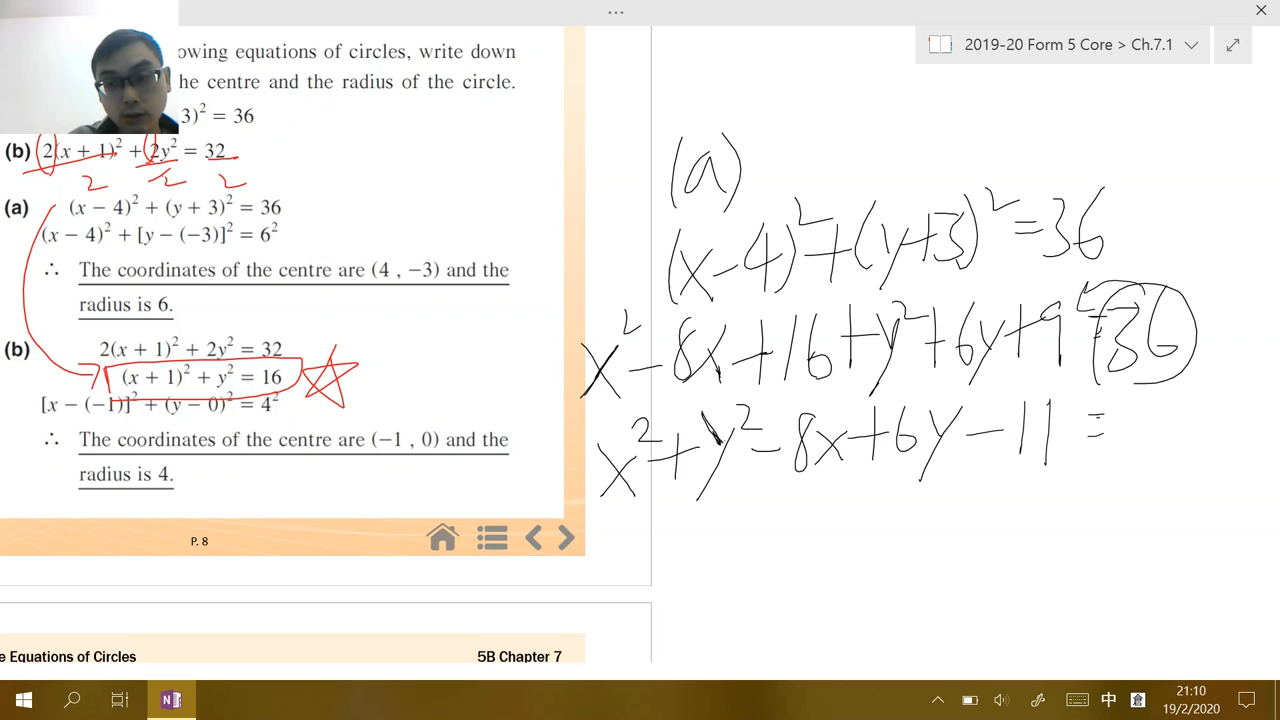 2019-20 Form 5 Core > Ch.7.1
owing equations of circles, write down
he centre and the radius of the circle.
3)² = 36
(b) 2(x + 1)² + 2y² = 32
2 2 2
(a) (x − 4)² + (y + 3)² = 36
(x − 4)² + [y − (−3)]² = 6²
∴ The coordinates of the centre are (4 , −3) and the
radius is 6.
(b) 2(x + 1)² + 2y² = 32
(x + 1)² + y² = 16
[x − (−1)]² + (y − 0)² = 4²
∴ The coordinates of the centre are (−1 , 0) and the
radius is 4.
P. 8
e Equations of Circles 5B Chapter 7
(a)
(x-4)²+(y+3)²=36
x²-8x+16+y²+6y+9=36
x²+y²-8x+6y-11=
N
中 倉
21:10
19/2/2020